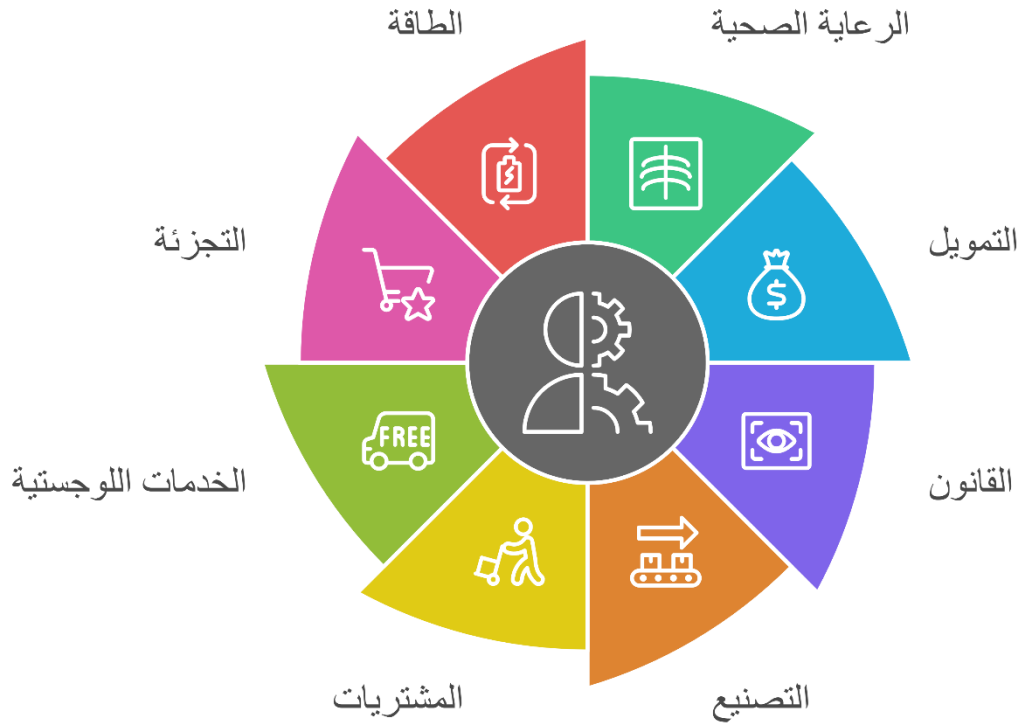 الرعاية الصحية
الطاقة
التمويل
التجزئة
القانون
الخدمات اللوجستية
التصنيع
المشتريات
FREE
$